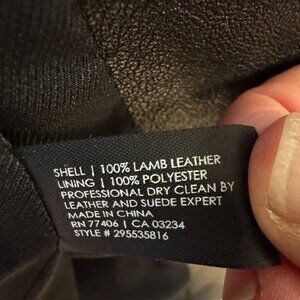 SHELL | 100% LAMB LEATHER
LINING | 100% POLYESTER
PROFESSIONAL DRY CLEAN BY
LEATHER AND SUEDE EXPERT
MADE IN CHINA
RN 77406 | CA 03234
STYLE # 295535816